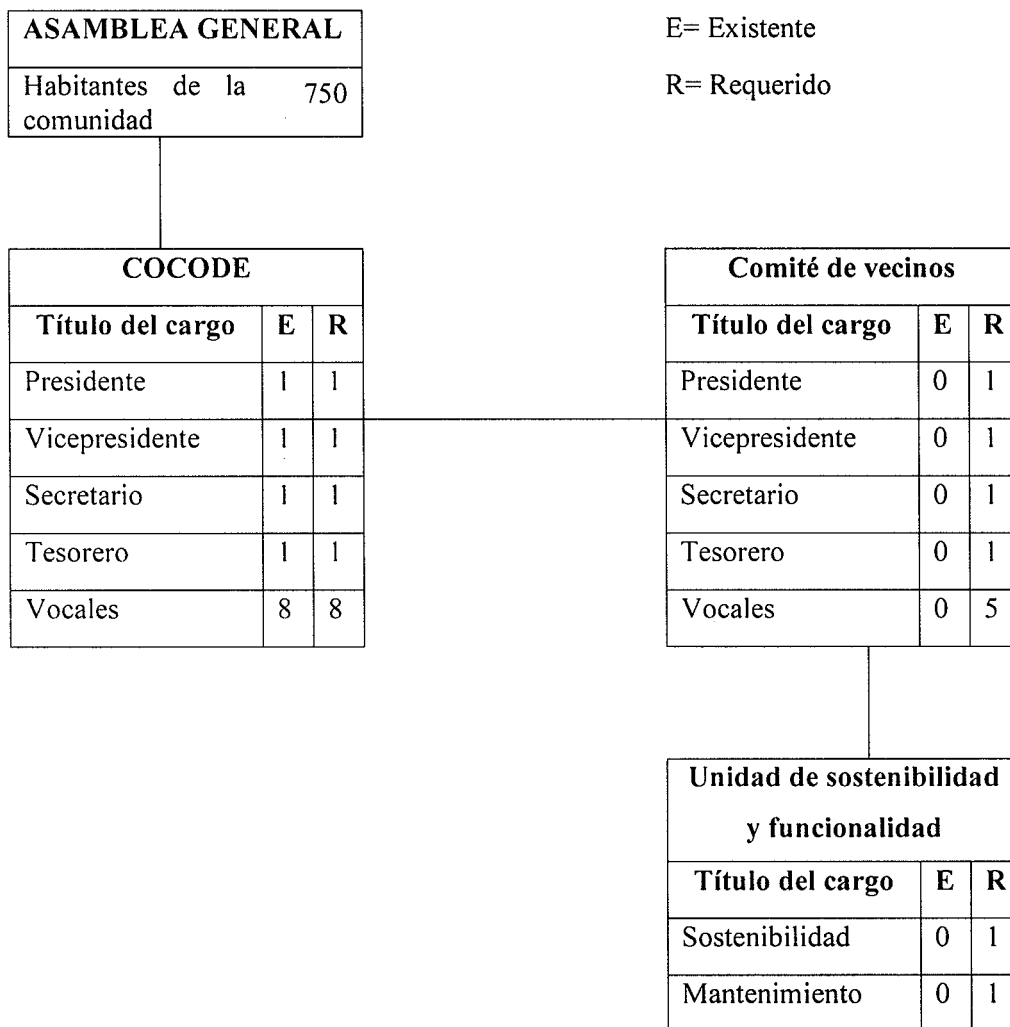 ASAMBLEA GENERAL
Habitantes de la 750
comunidad
E= Existente
R= Requerido
COCODE
Título del cargo E R
Presidente 1 1
Vicepresidente 1 1
Secretario 1 1
Tesorero 1 1
Vocales 8 8
Comité de vecinos
Título del cargo E R
Presidente 0 1
Vicepresidente 0 1
Secretario 0 1
Tesorero 0 1
Vocales 0 5
Unidad de sostenibilidad
y funcionalidad
Título del cargo E R
Sostenibilidad 0 1
Mantenimiento 0 1